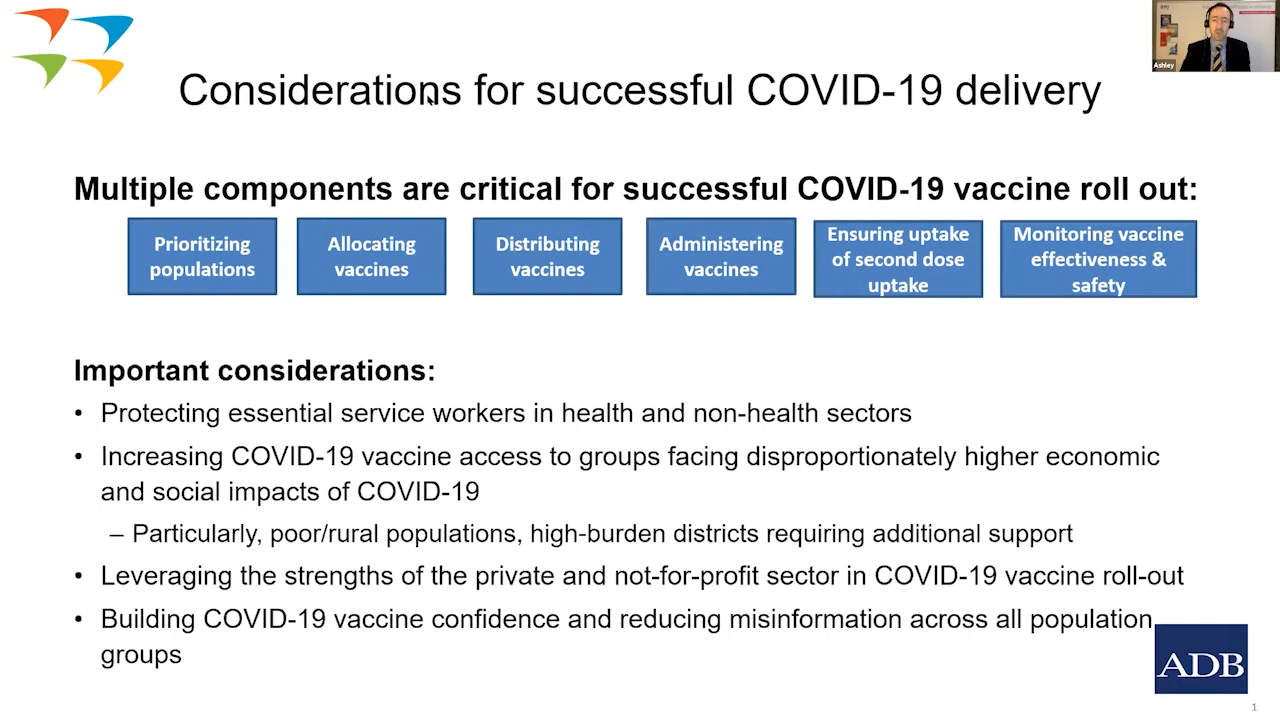 Ashley
Considerations for successful COVID-19 delivery
Multiple components are critical for successful COVID-19 vaccine roll out:
Prioritizing
populations
Allocating
vaccines
Distributing
vaccines
Administering
vaccines
Ensuring uptake
of second dose
uptake
Monitoring vaccine
effectiveness &
safety
Important considerations:
• Protecting essential service workers in health and non-health sectors
• Increasing COVID-19 vaccine access to groups facing disproportionately higher economic
and social impacts of COVID-19
– Particularly, poor/rural populations, high-burden districts requiring additional support
• Leveraging the strengths of the private and not-for-profit sector in COVID-19 vaccine roll-out
• Building COVID-19 vaccine confidence and reducing misinformation across all population
groups
ADB
1